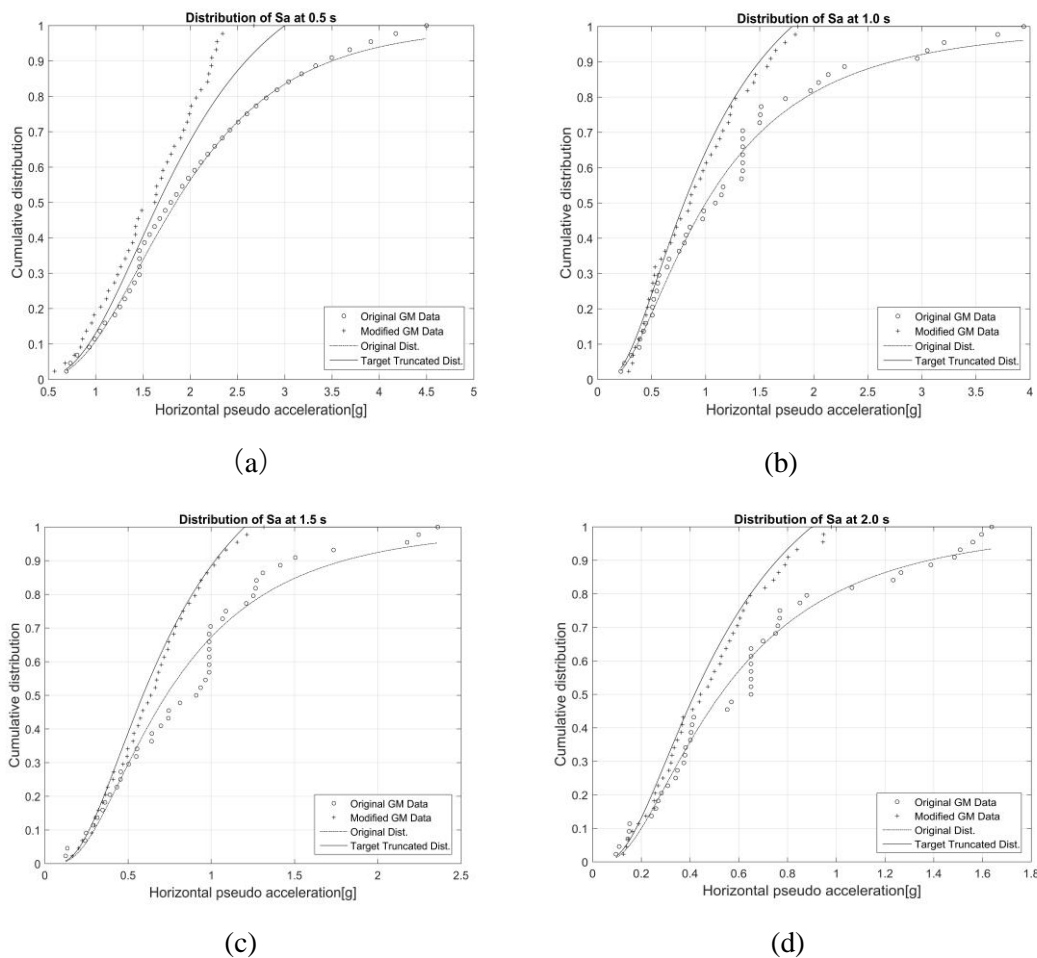 Distribution of Sa at 0.5 s
1
0.9
0.8
0.7
0.6
0.5
0.4
0.3
0.2
0.1
0
Cumulative distribution
Original GM Data
Modified GM Data
Original Dist.
Target Truncated Dist.
0.5 1 1.5 2 2.5 3 3.5 4 4.5 5
Horizontal pseudo acceleration[g]
(a)
Distribution of Sa at 1.0 s
1
0.9
0.8
0.7
0.6
0.5
0.4
0.3
0.2
0.1
0
Cumulative distribution
Original GM Data
Modified GM Data
Original Dist.
Target Truncated Dist.
0 0.5 1 1.5 2 2.5 3 3.5 4
Horizontal pseudo acceleration[g]
(b)
Distribution of Sa at 1.5 s
1
0.9
0.8
0.7
0.6
0.5
0.4
0.3
0.2
0.1
0
Cumulative distribution
Original GM Data
Modified GM Data
Original Dist.
Target Truncated Dist.
0 0.5 1 1.5 2 2.5
Horizontal pseudo acceleration[g]
(c)
Distribution of Sa at 2.0 s
1
0.9
0.8
0.7
0.6
0.5
0.4
0.3
0.2
0.1
0
Cumulative distribution
Original GM Data
Modified GM Data
Original Dist.
Target Truncated Dist.
0 0.2 0.4 0.6 0.8 1 1.2 1.4 1.6 1.8
Horizontal pseudo acceleration[g]
(d)